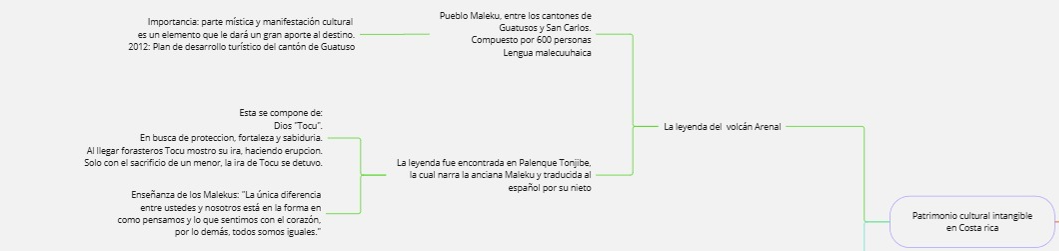 Importancia: parte mística y manifestación cultural
es un elemento que le dará un gran aporte al destino.
2012: Plan de desarrollo turístico del cantón de Guatuso
Pueblo Maleku, entre los cantones de
Guatusos y San Carlos.
Compuesto por 600 personas
Lengua malecuuhaica
Esta se compone de:
Dios "Tocu".
En busca de proteccion, fortaleza y sabiduria.
Al llegar forasteros Tocu mostro su ira, haciendo erupcion.
Solo con el sacrificio de un menor, la ira de Tocu se detuvo.
La leyenda del volcán Arenal
La leyenda fue encontrada en Palenque Tonjibe,
la cual narra la anciana Maleku y traducida al
español por su nieto
Enseñanza de los Malekus: "La única diferencia
entre ustedes y nosotros está en la forma en
como pensamos y lo que sentimos con el corazón,
por lo demás, todos somos iguales."
Patrimonio cultural intangible
en Costa rica